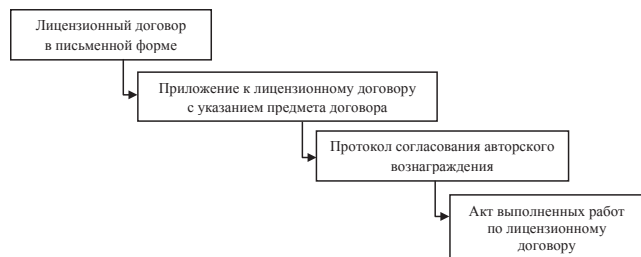 Лицензионный договор
в письменной форме
Приложение к лицензионному договору
с указанием предмета договора
Протокол согласования авторского
вознаграждения
Акт выполненных работ
по лицензионному
договору